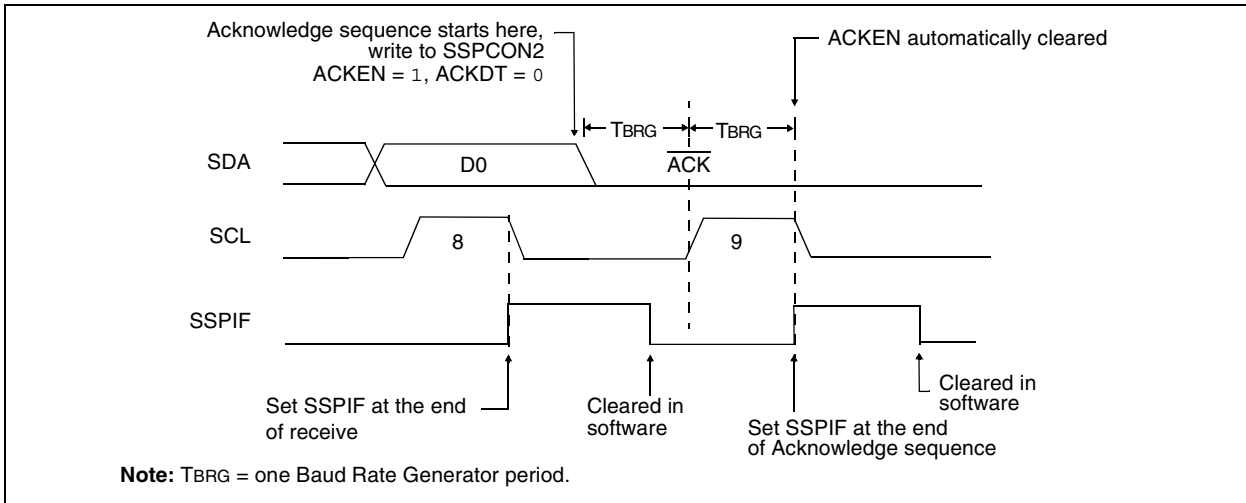 Acknowledge sequence starts here,
write to SSPCON2
ACKEN = 1, ACKDT = 0
ACKEN automatically cleared
TBRG
TBRG
SDA
D0
ACK
SCL
8
9
SSPIF
Set SSPIF at the end
of receive
Cleared in
software
Set SSPIF at the end
of Acknowledge sequence
Cleared in
software
Note: TBRG = one Baud Rate Generator period.